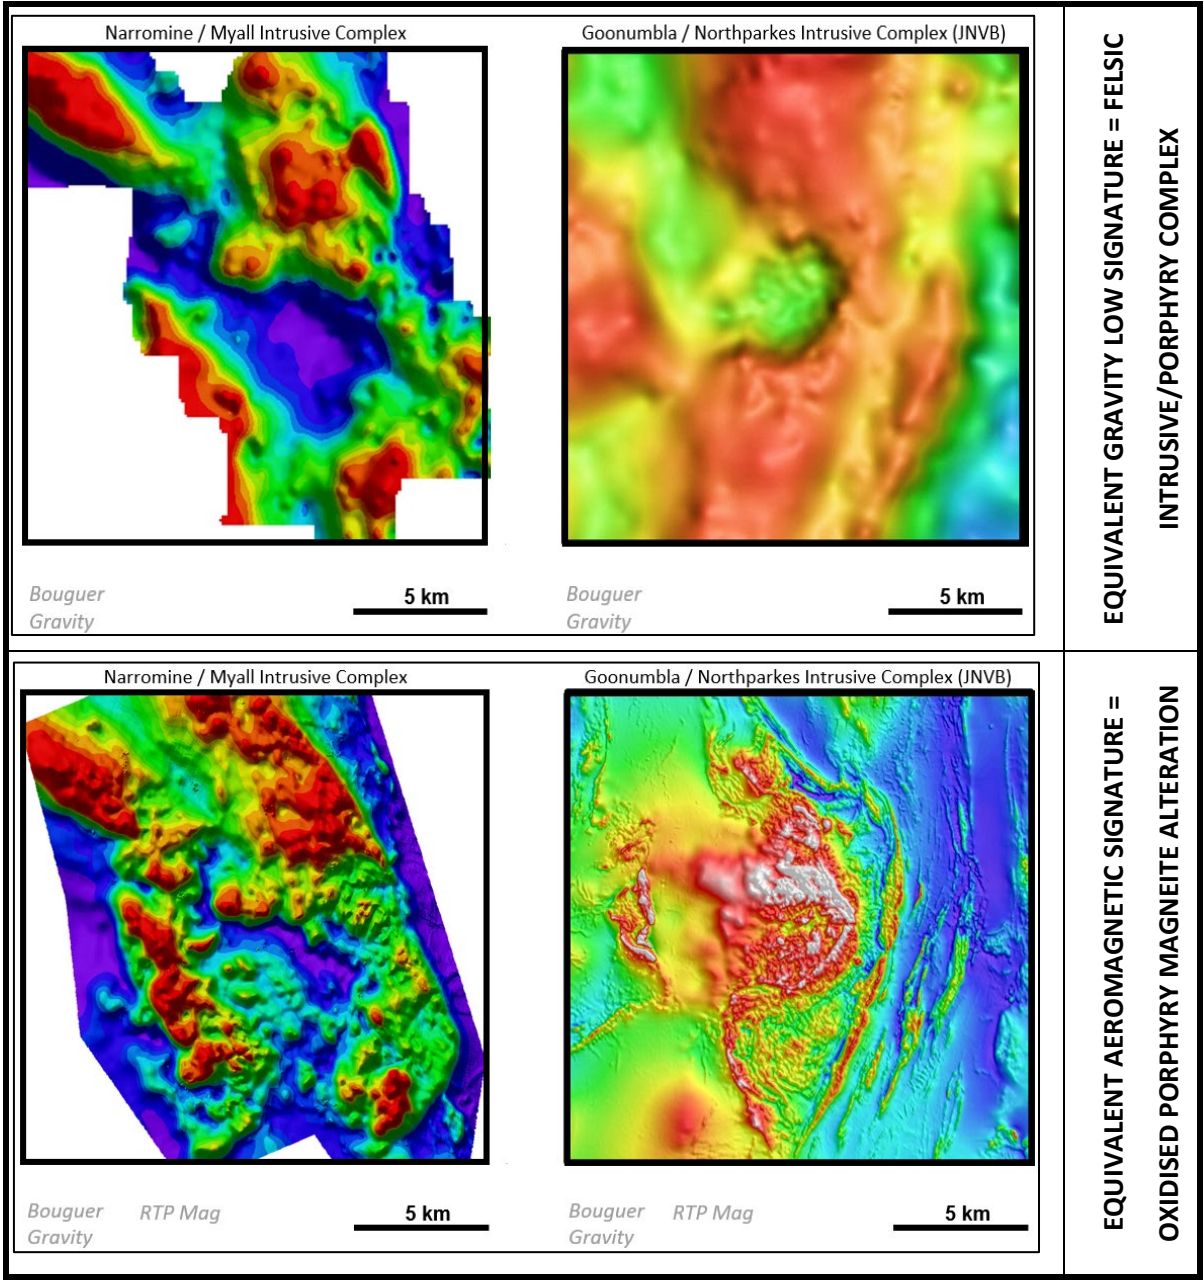 Narromine / Myall Intrusive Complex
Goonumbla / Northparkes Intrusive Complex (JNVB)
Bouguer
Gravity
5 km
Bouguer
Gravity
5 km
EQUIVALENT GRAVITY LOW SIGNATURE = FELSIC
INTRUSIVE/PORPHYRY COMPLEX
Narromine / Myall Intrusive Complex
Goonumbla / Northparkes Intrusive Complex (JNVB)
Bouguer
Gravity
RTP Mag
5 km
Bouguer
Gravity
RTP Mag
5 km
EQUIVALENT AEROMAGNETIC SIGNATURE =
OXIDISED PORPHYRY MAGNEITE ALTERATION